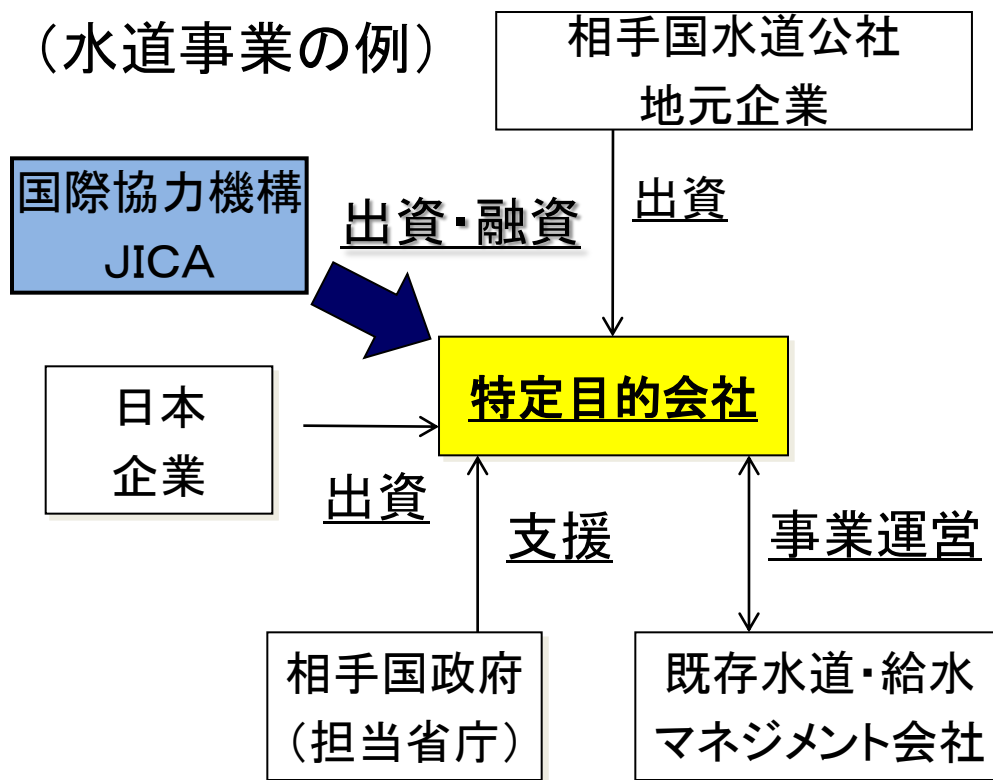 （水道事業の例）
相手国水道公社
地元企業
国際協力機構
JICA
出資・融資
出資
特定目的会社
日本
企業
出資
支援
事業運営
相手国政府
（担当省庁）
既存水道・給水
マネジメント会社